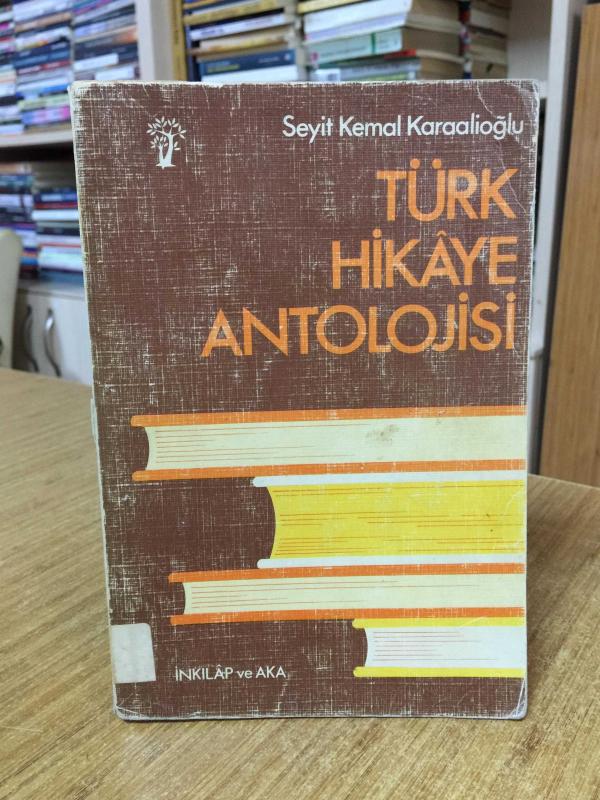 Seyit Kemal Karaalioğlu
TÜRK
HİKÂYE
ANTOLOJİSİ
İNKILÂP ve AKA